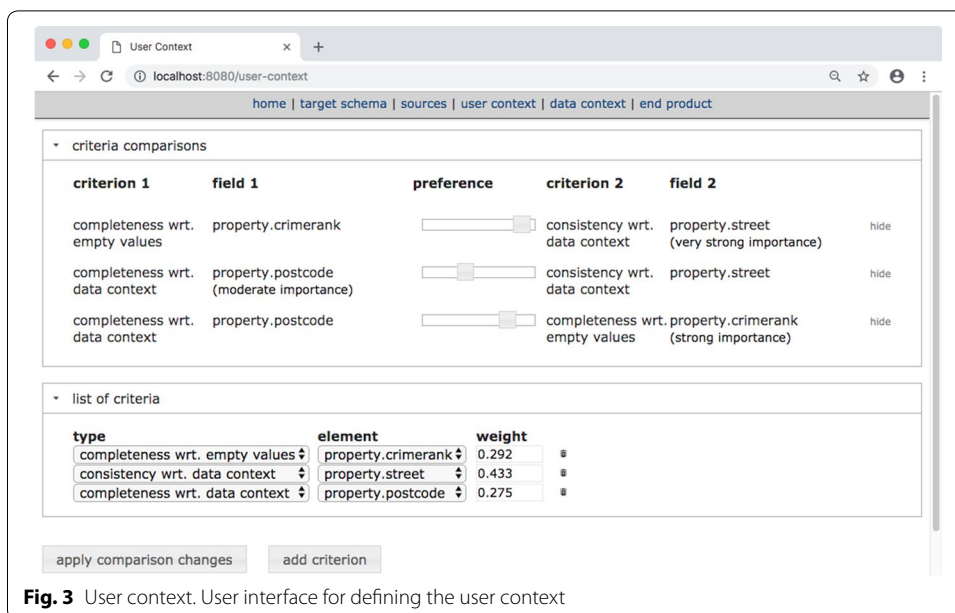 User Context × +
localhost:8080/user-context
home | target schema | sources | user context | data context | end product
criteria comparisons
criterion 1 field 1 preference criterion 2 field 2
completeness wrt. property.crimerank consistency wrt. property.street hide
empty values data context (very strong importance)
completeness wrt. property.postcode consistency wrt. property.street hide
data context (moderate importance) data context
completeness wrt. property.postcode completeness wrt. property.crimerank hide
data context empty values (strong importance)
list of criteria
type element weight
completeness wrt. empty values property.crimerank 0.292
consistency wrt. data context property.street 0.433
completeness wrt. data context property.postcode 0.275
apply comparison changes add criterion
Fig. 3 User context. User interface for defining the user context